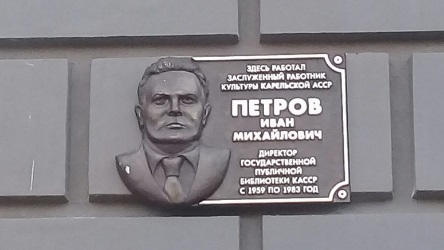 ЗДЕСЬ РАБОТАЛ
ЗАСЛУЖЕННЫЙ РАБОТНИК
КУЛЬТУРЫ КАРЕЛЬСКОЙ АССР
ПЕТРОВ
ИВАН
МИХАЙЛОВИЧ
ДИРЕКТОР
ГОСУДАРСТВЕННОЙ
ПУБЛИЧНОЙ
БИБЛИОТЕКИ КАССР
С 1959 ПО 1983 ГОД